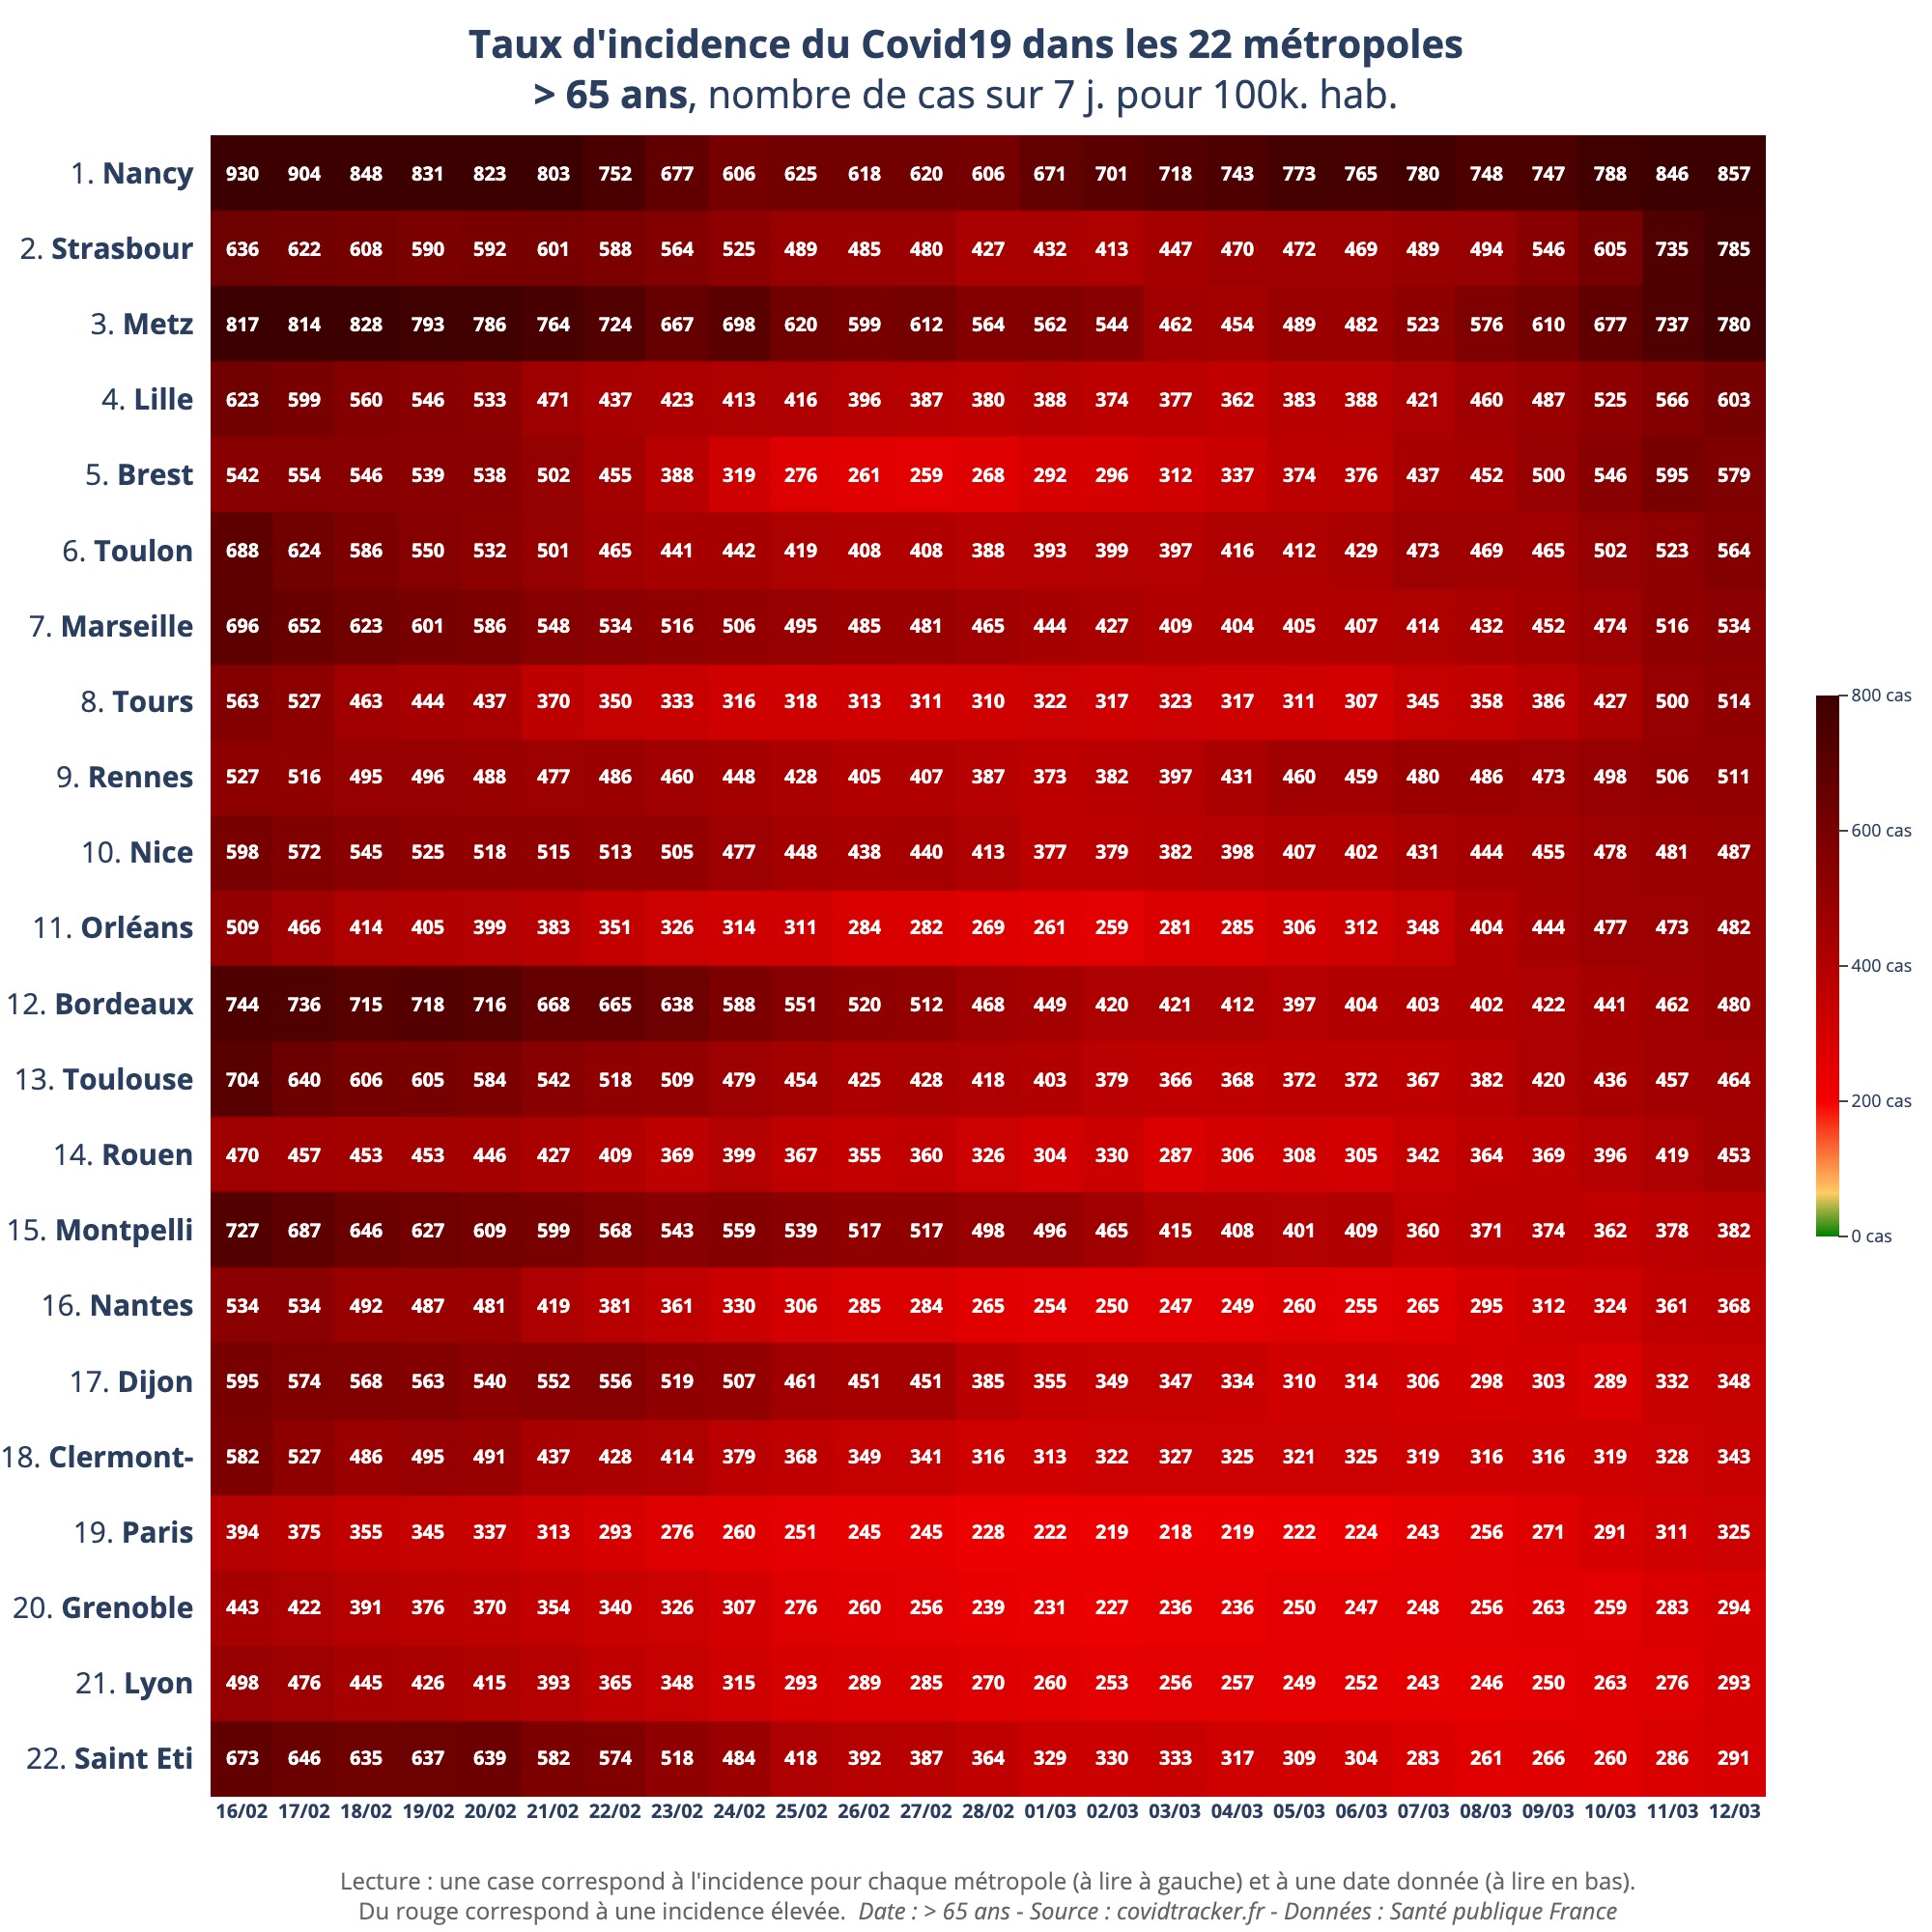 Taux d'incidence du Covid19 dans les 22 métropoles
> 65 ans, nombre de cas sur 7 j. pour 100k. hab.
1. Nancy 930 904 848 831 823 803 752 677 606 625 618 620 606 671 701 718 743 773 765 780 748 747 788 846 857
2. Strasbour 636 622 608 590 592 601 588 564 525 489 485 480 427 432 413 447 470 472 469 489 494 546 605 735 785
3. Metz 817 814 828 793 786 764 724 667 698 620 599 612 564 562 544 462 454 489 482 523 576 610 677 737 780
4. Lille 623 599 560 546 533 471 437 423 413 416 396 387 380 388 374 377 362 383 388 421 460 487 525 566 603
5. Brest 542 554 546 539 538 502 455 388 319 276 261 259 268 292 296 312 337 374 376 437 452 500 546 595 579
6. Toulon 688 624 586 550 532 501 465 441 442 419 408 408 388 393 399 397 416 412 429 473 469 465 502 523 564
7. Marseille 696 652 623 601 586 548 534 516 506 495 485 481 465 444 427 409 404 405 407 414 432 452 474 516 534
8. Tours 563 527 463 444 437 370 350 333 316 318 313 311 310 322 317 323 317 311 307 345 358 386 427 500 514
9. Rennes 527 516 495 496 488 477 486 460 448 428 405 407 387 373 382 397 431 460 459 480 486 473 498 506 511
10. Nice 598 572 545 525 518 515 513 505 477 448 438 440 413 377 379 382 398 407 402 431 444 455 478 481 487
11. Orléans 509 466 414 405 399 383 351 326 314 311 284 282 269 261 259 281 285 306 312 348 404 444 477 473 482
12. Bordeaux 744 736 715 718 716 668 665 638 588 551 520 512 468 449 420 421 412 397 404 403 402 422 441 462 480
13. Toulouse 704 640 606 605 584 542 518 509 479 454 425 428 418 403 379 366 368 372 372 367 382 420 436 457 464
14. Rouen 470 457 453 453 446 427 409 369 399 367 355 360 326 304 330 287 306 308 305 342 364 369 396 419 453
15. Montpelli 727 687 646 627 609 599 568 543 559 539 517 517 498 496 465 415 408 401 409 360 371 374 362 378 382
16. Nantes 534 534 492 487 481 419 381 361 330 306 285 284 265 254 250 247 249 260 255 265 295 312 324 361 368
17. Dijon 595 574 568 563 540 552 556 519 507 461 451 451 385 355 349 347 334 310 314 306 298 303 289 332 348
18. Clermont- 582 527 486 495 491 437 428 414 379 368 349 341 316 313 322 327 325 321 325 319 316 316 319 328 343
19. Paris 394 375 355 345 337 313 293 276 260 251 245 245 228 222 219 218 219 222 224 243 256 271 291 311 325
20. Grenoble 443 422 391 376 370 354 340 326 307 276 260 256 239 231 227 236 236 250 247 248 256 263 259 283 294
21. Lyon 498 476 445 426 415 393 365 348 315 293 289 285 270 260 253 256 257 249 252 243 246 250 263 276 293
22. Saint Eti 673 646 635 637 639 582 574 518 484 418 392 387 364 329 330 333 317 309 304 283 261 266 260 286 291
16/02 17/02 18/02 19/02 20/02 21/02 22/02 23/02 24/02 25/02 26/02 27/02 28/02 01/03 02/03 03/03 04/03 05/03 06/03 07/03 08/03 09/03 10/03 11/03 12/03
800 cas
600 cas
400 cas
200 cas
0 cas
Lecture : une case correspond à l'incidence pour chaque métropole (à lire à gauche) et à une date donnée (à lire en bas).
Du rouge correspond à une incidence élevée. Date : > 65 ans - Source : covidtracker.fr - Données : Santé publique France